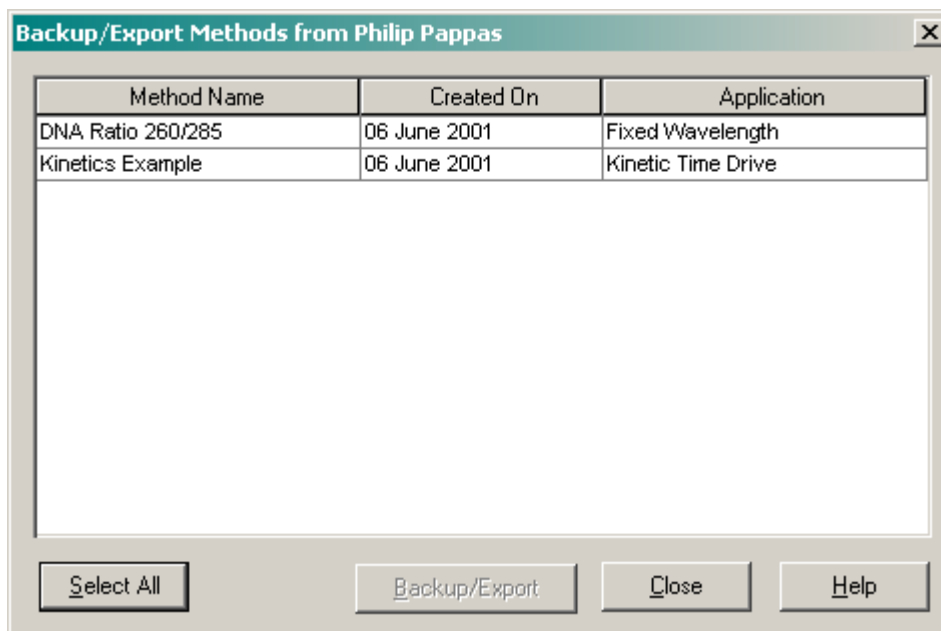 Backup/Export Methods from Philip Pappas
Method Name Created On Application
DNA Ratio 260/285 06 June 2001 Fixed Wavelength
Kinetics Example 06 June 2001 Kinetic Time Drive
Select All Backup/Export Close Help